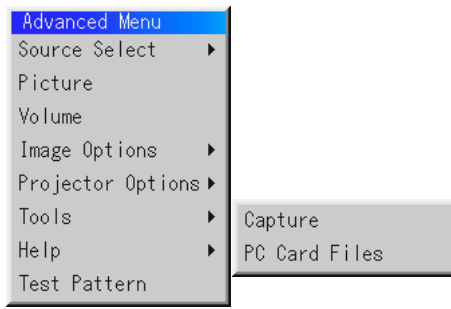 Advanced Menu
Source Select
Picture
Volume
Image Options
Projector Options
Tools
Help
Test Pattern
Capture
PC Card Files